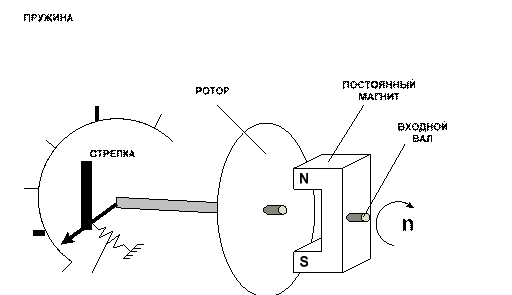 ПРУЖИНА
РОТОР
ПОСТОЯННЫЙ
МАГНИТ
ВХОДНОЙ
ВАЛ
СТРЕЛКА
N
n
S